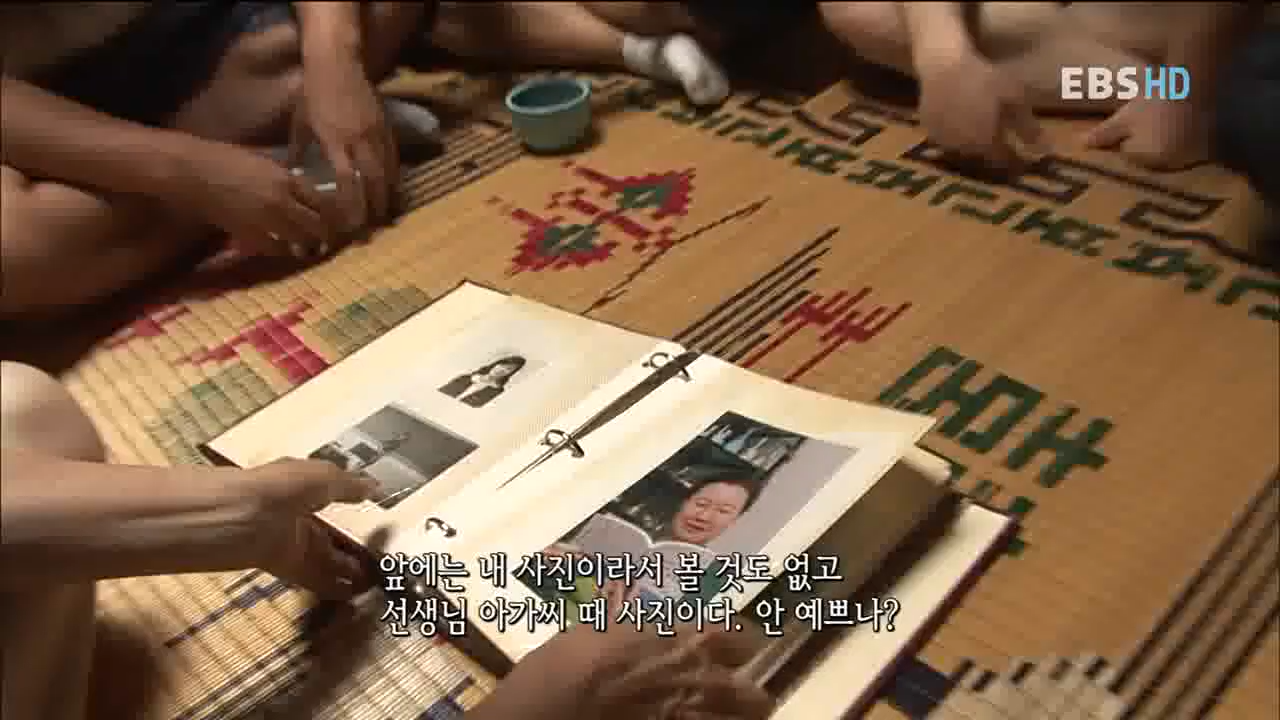 EBS HD
앞에는 내 사진이라서 볼 것도 없고
선생님 아가씨 때 사진이다. 안 예쁘나?